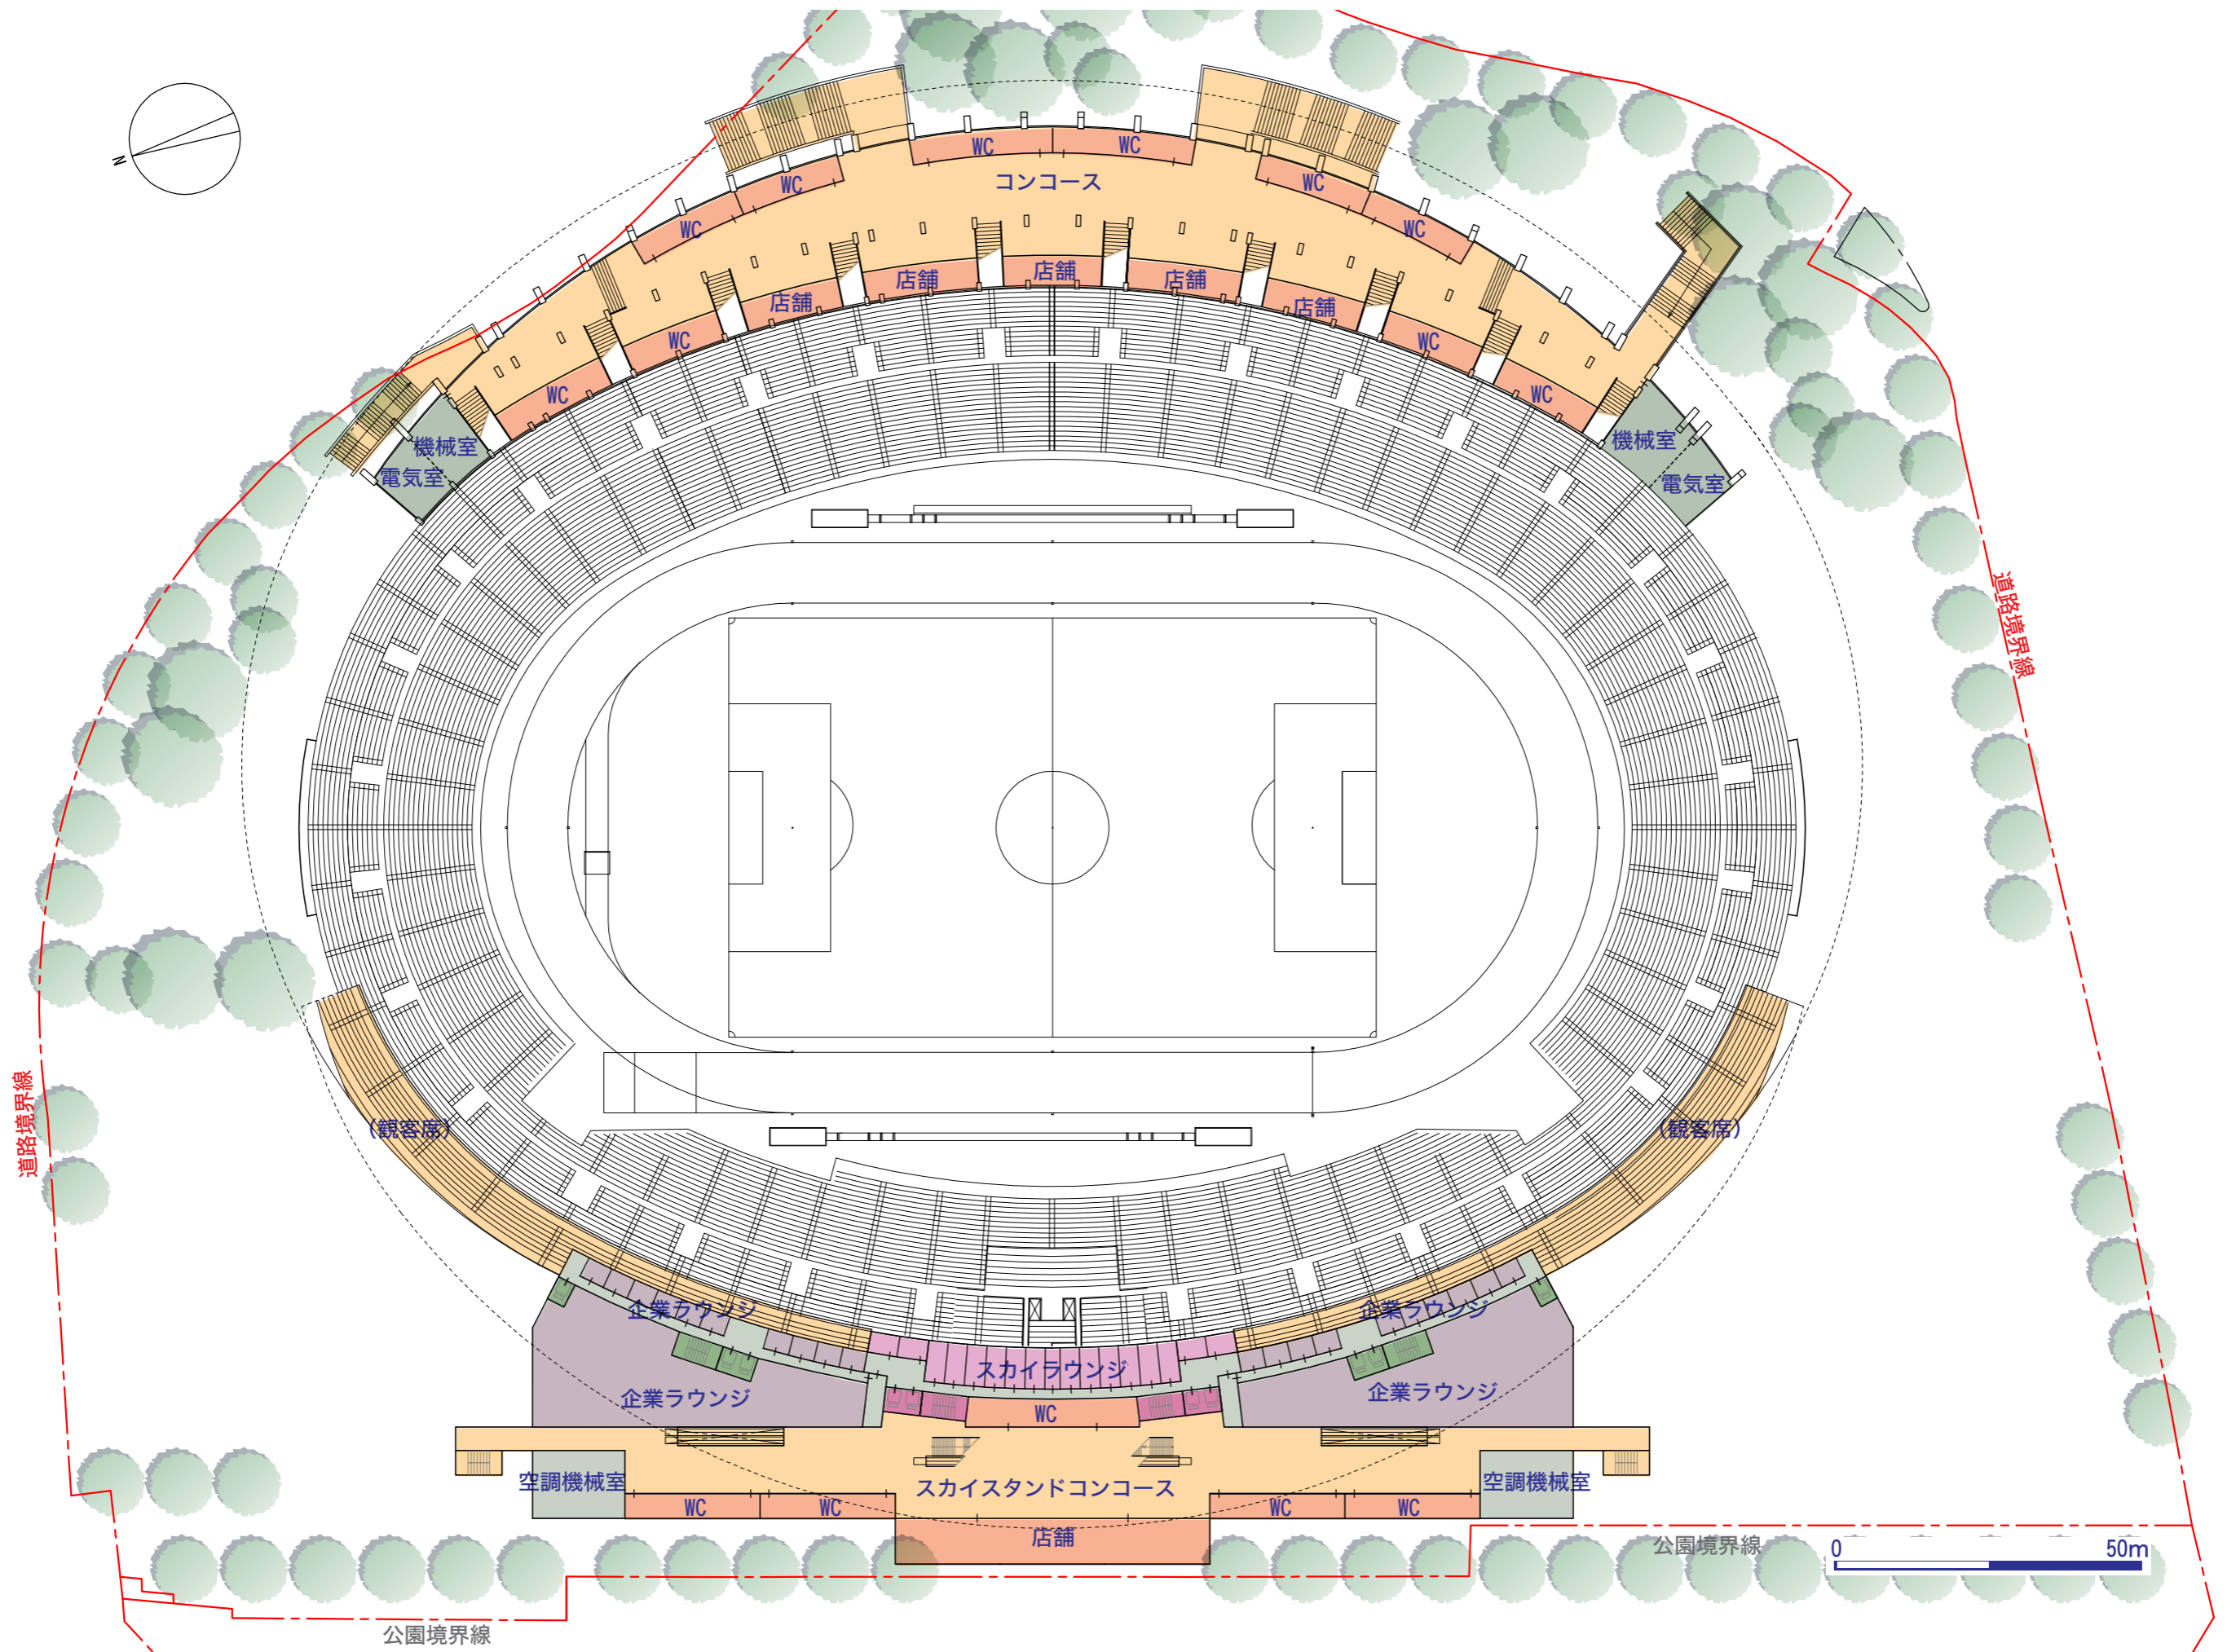 N
WC
WC
コンコース
WC
WC
WC
WC
店舗
店舗
店舗
店舗
店舗
WC
WC
WC
WC
機械室
電気室
機械室
電気室
道路境界線
道路境界線
(観客席)
(観客席)
企業ラウンジ
企業ラウンジ
スカイラウンジ
企業ラウンジ
企業ラウンジ
WC
空調機械室
スカイスタンドコンコース
空調機械室
WC
WC
WC
WC
店舗
公園境界線
0
50m
公園境界線